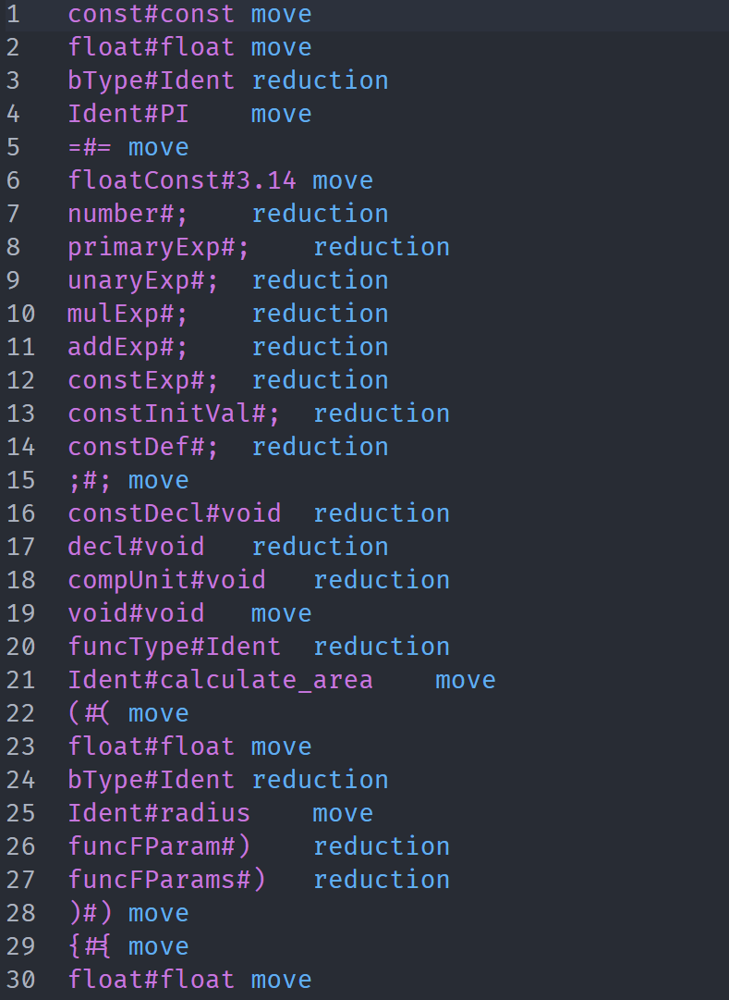 1 const#const move
2 float#float move
3 bType#Ident reduction
4 Ident#PI move
5 =#= move
6 floatConst#3.14 move
7 number#; reduction
8 primaryExp#; reduction
9 unaryExp#; reduction
10 mulExp#; reduction
11 addExp#; reduction
12 constExp#; reduction
13 constInitVal#; reduction
14 constDef#; reduction
15 ;#; move
16 constDecl#void reduction
17 decl#void reduction
18 compUnit#void reduction
19 void#void move
20 funcType#Ident reduction
21 Ident#calculate_area move
22 (#( move
23 float#float move
24 bType#Ident reduction
25 Ident#radius move
26 funcFParam#) reduction
27 funcFParams#) reduction
28 )#) move
29 {#{ move
30 float#float move